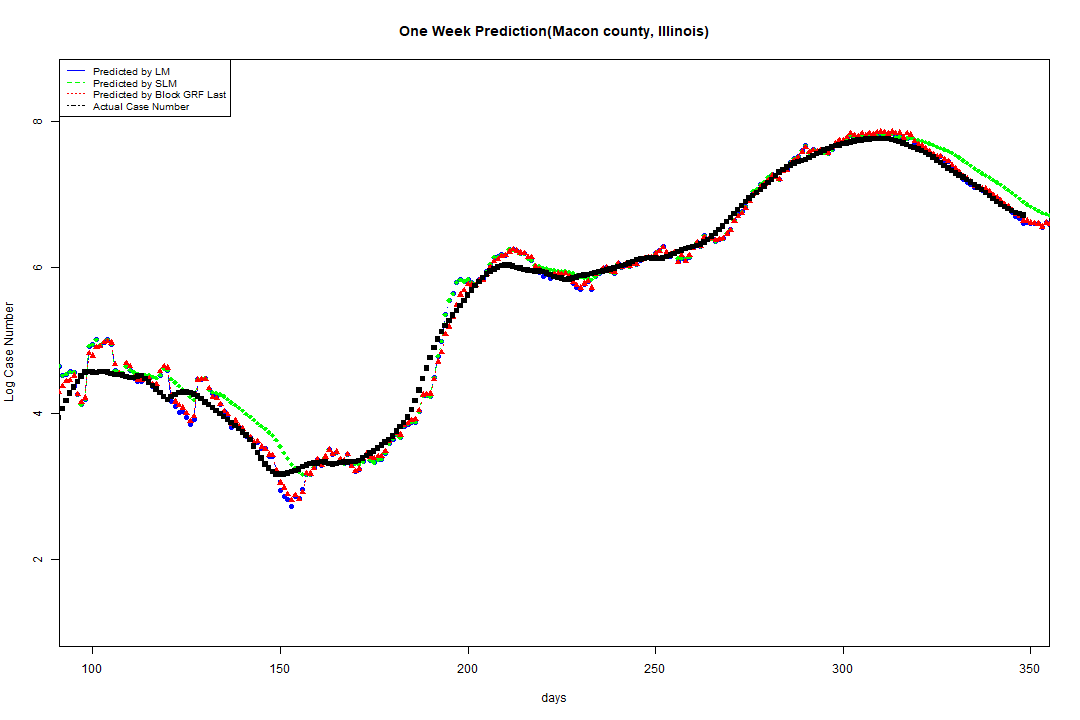 One Week Prediction(Macon county, Illinois)
Predicted by LM
Predicted by SLM
Predicted by Block GRF Last
Actual Case Number
8
6
4
2
Log Case Number
100 150 200 250 300 350
days